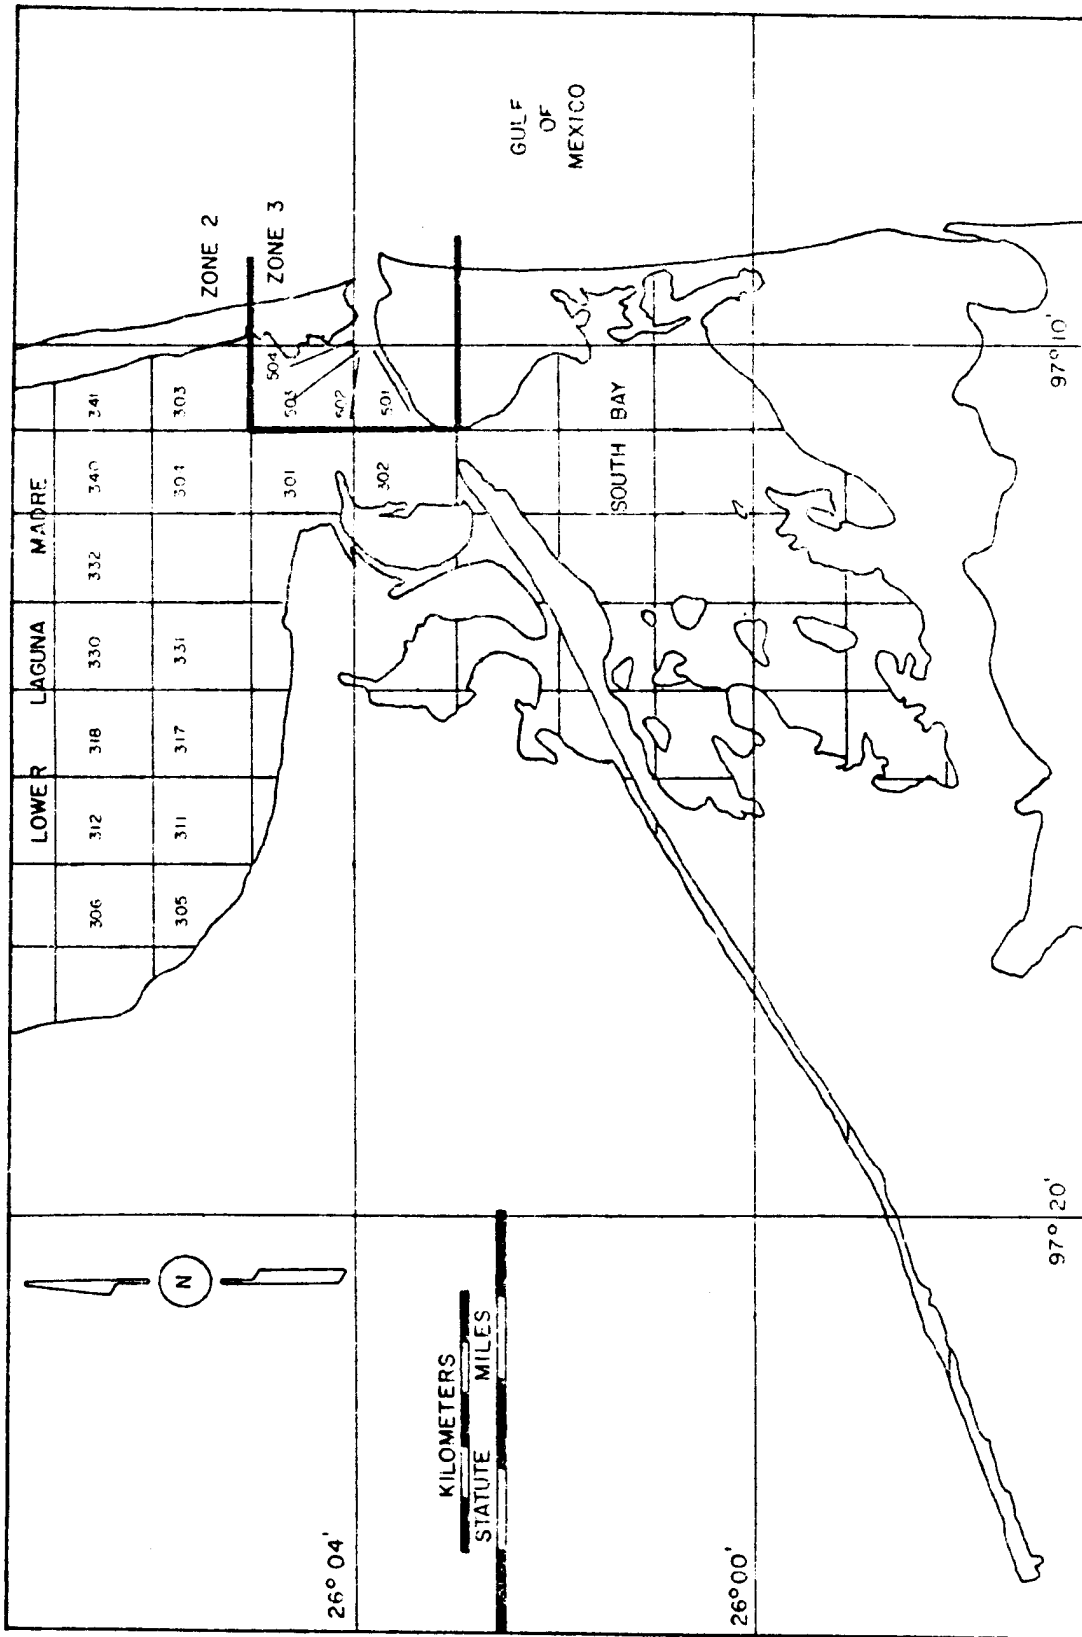 LOWER LAGUNA MADRE
306 312 318 330 332 340 341
305 311 317 331 304 303
ZONE 2
ZONE 3
301 503 504
502
302 501
GULF
OF
MEXICO
SOUTH BAY
N
KILOMETERS
STATUTE MILES
26° 04'
26° 00'
97° 20'
97° 10'